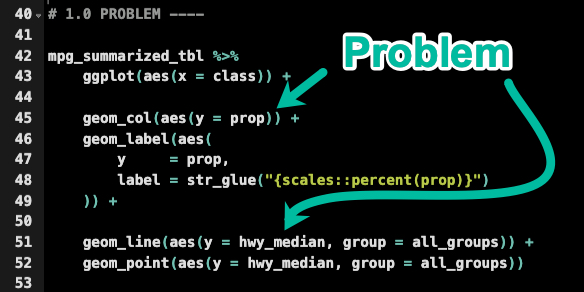 40 # 1.0 PROBLEM ----
41
42 mpg_summarized_tbl %>%
43     ggplot(aes(x = class)) +
44
45     geom_col(aes(y = prop)) +
46     geom_label(aes(
47         y     = prop,
48         label = str_glue("{scales::percent(prop)}")
49     )) +
50
51     geom_line(aes(y = hwy_median, group = all_groups)) +
52     geom_point(aes(y = hwy_median, group = all_groups))
53
Problem